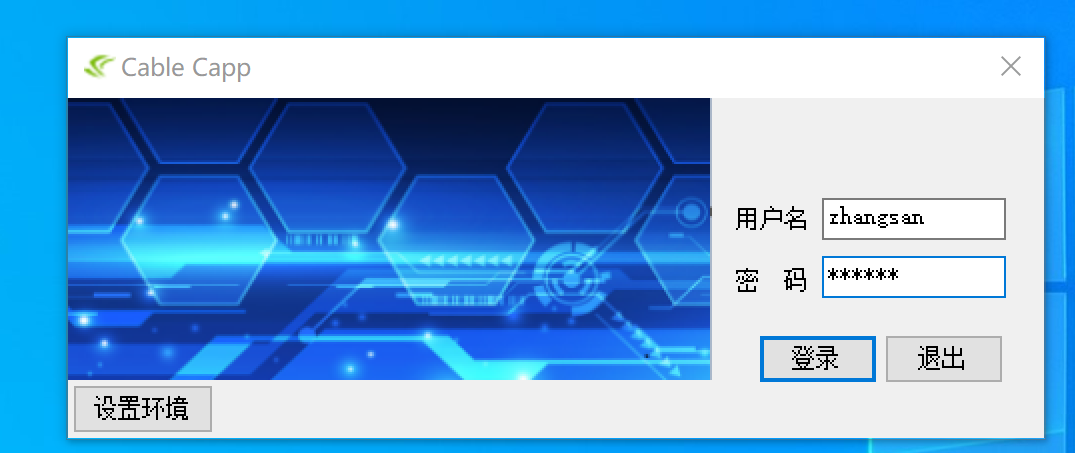 Cable Capp
用户名 zhangsan
密 码 ******
登录 退出
设置环境